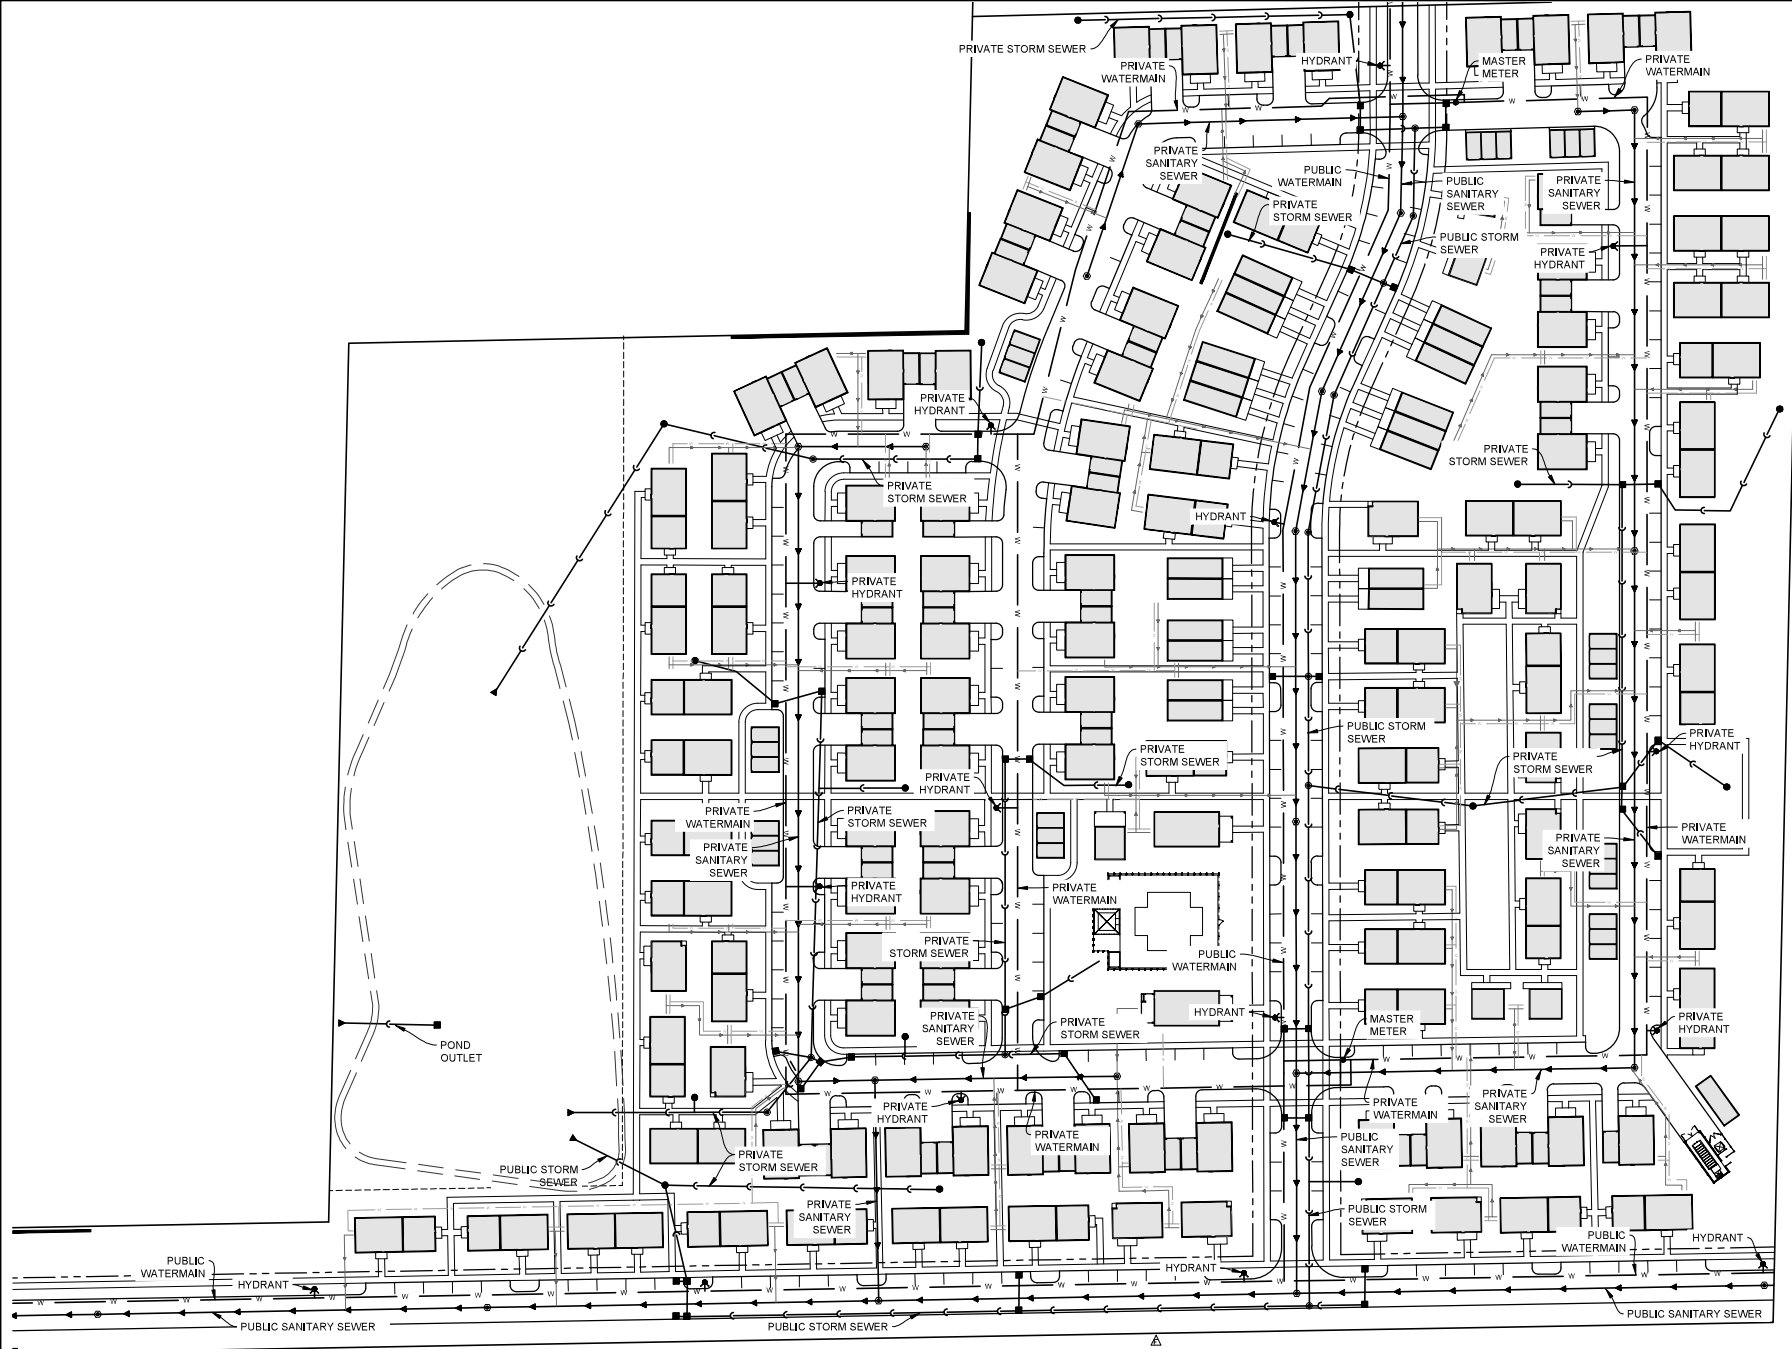 PRIVATE STORM SEWER
PRIVATE
WATERMAIN
HYDRANT
MASTER
METER
PRIVATE
WATERMAIN
PRIVATE
SANITARY
SEWER
PUBLIC
WATERMAIN
PUBLIC
SANITARY
SEWER
PRIVATE
SANITARY
SEWER
PRIVATE
STORM SEWER
PUBLIC STORM
SEWER
PRIVATE
HYDRANT
PRIVATE
HYDRANT
PRIVATE
STORM SEWER
PRIVATE
STORM SEWER
HYDRANT
PRIVATE
HYDRANT
PUBLIC STORM
SEWER
PRIVATE
HYDRANT
PRIVATE
STORM SEWER
PRIVATE
STORM SEWER
PRIVATE
HYDRANT
PRIVATE
WATERMAIN
PRIVATE
STORM SEWER
PRIVATE
WATERMAIN
PRIVATE
SANITARY
SEWER
PRIVATE
SANITARY
SEWER
PRIVATE
HYDRANT
PRIVATE
WATERMAIN
PRIVATE
STORM SEWER
PUBLIC
WATERMAIN
HYDRANT
PRIVATE
SANITARY
SEWER
PRIVATE
STORM SEWER
MASTER
METER
PRIVATE
HYDRANT
POND
OUTLET
PRIVATE
HYDRANT
PRIVATE
WATERMAIN
PRIVATE
SANITARY
SEWER
PRIVATE
WATERMAIN
PUBLIC
SANITARY
SEWER
PRIVATE
STORM SEWER
PUBLIC STORM
SEWER
PRIVATE
SANITARY
SEWER
PUBLIC STORM
SEWER
PUBLIC
WATERMAIN
HYDRANT
PUBLIC
WATERMAIN
HYDRANT
HYDRANT
PUBLIC SANITARY SEWER
PUBLIC STORM SEWER
PUBLIC SANITARY SEWER